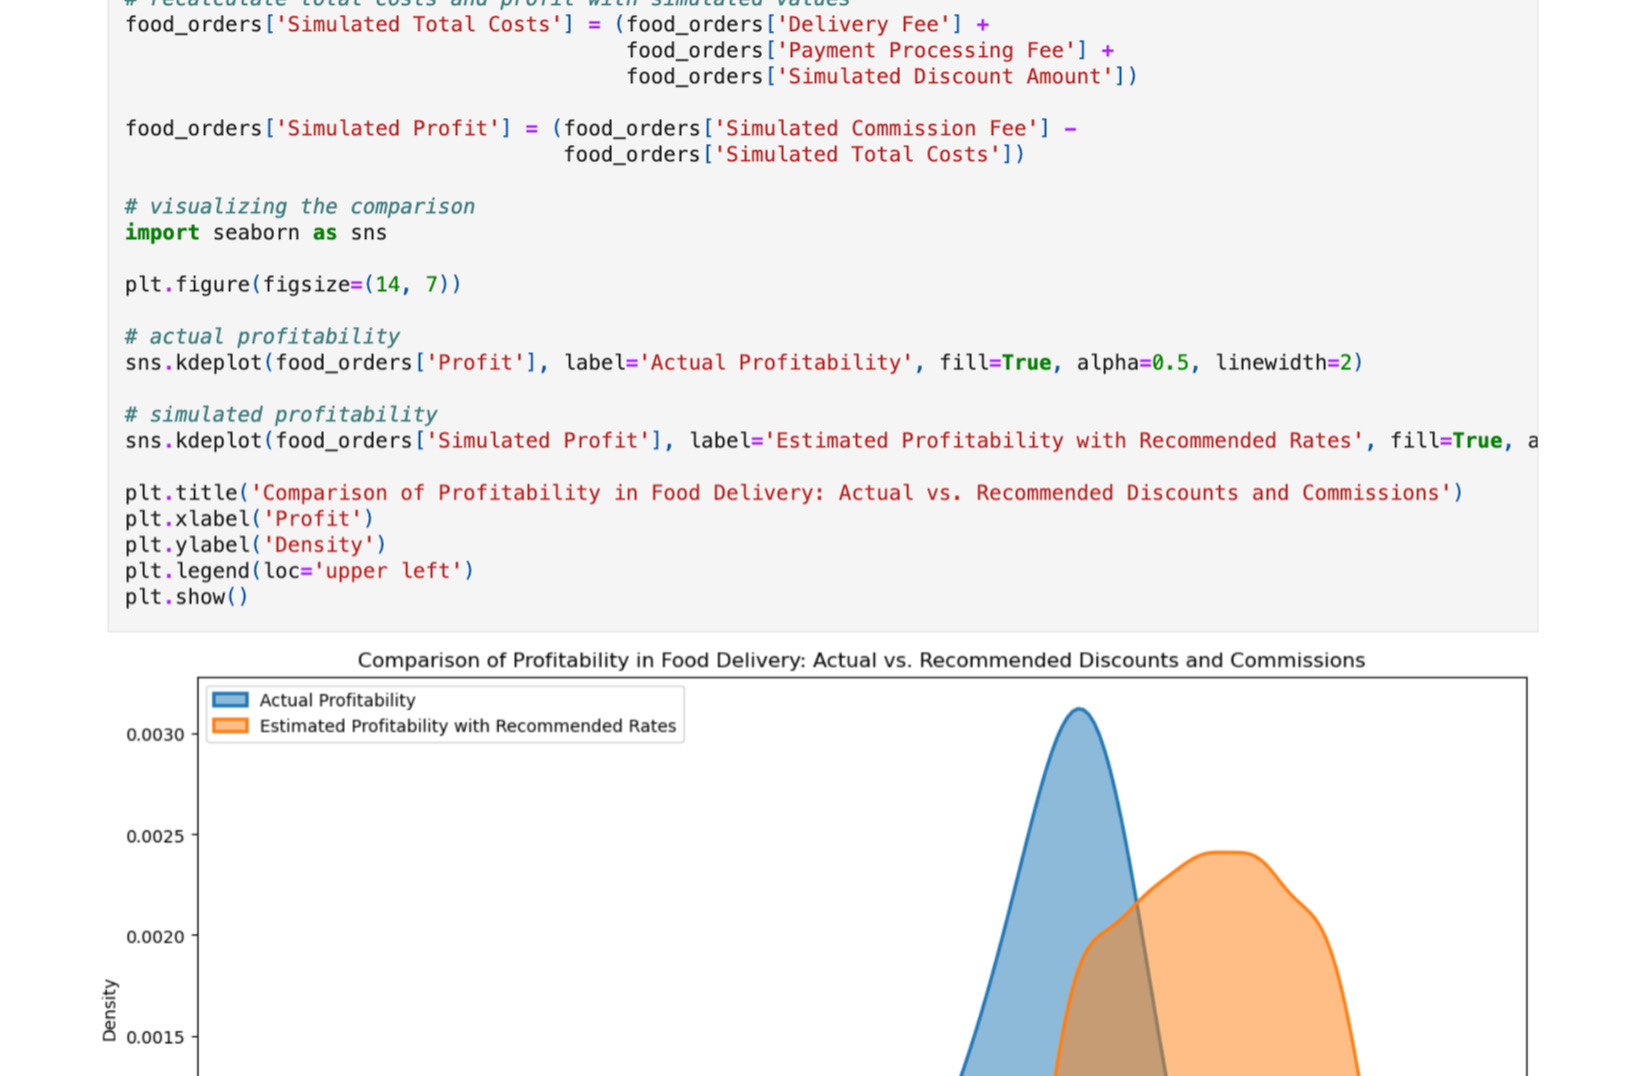 # recalculate total costs and profit with simulated values
food_orders['Simulated Total Costs'] = (food_orders['Delivery Fee'] +
food_orders['Payment Processing Fee'] +
food_orders['Simulated Discount Amount'])
food_orders['Simulated Profit'] = (food_orders['Simulated Commission Fee'] -
food_orders['Simulated Total Costs'])
# visualizing the comparison
import seaborn as sns
plt.figure(figsize=(14, 7))
# actual profitability
sns.kdeplot(food_orders['Profit'], label='Actual Profitability', fill=True, alpha=0.5, linewidth=2)
# simulated profitability
sns.kdeplot(food_orders['Simulated Profit'], label='Estimated Profitability with Recommended Rates', fill=True, a
plt.title('Comparison of Profitability in Food Delivery: Actual vs. Recommended Discounts and Commissions')
plt.xlabel('Profit')
plt.ylabel('Density')
plt.legend(loc='upper left')
plt.show()
Comparison of Profitability in Food Delivery: Actual vs. Recommended Discounts and Commissions
Actual Profitability
Estimated Profitability with Recommended Rates
0.0030
0.0025
0.0020
Density
0.0015